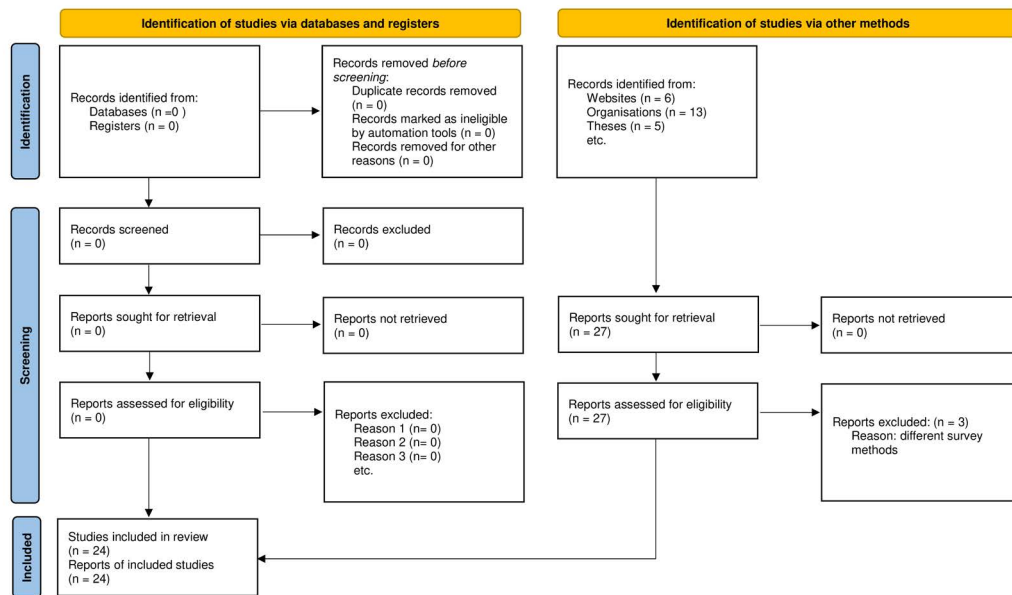 Identification of studies via databases and registers
Identification of studies via other methods
Identification
Records identified from:
Databases (n =0 )
Registers (n = 0)
Records removed before
screening:
Duplicate records removed
(n = 0)
Records marked as ineligible
by automation tools (n = 0)
Records removed for other
reasons (n = 0)
Records identified from:
Websites (n = 6)
Organisations (n = 13)
Theses (n = 5)
etc.
Screening
Records screened
(n = 0)
Records excluded
(n = 0)
Reports sought for retrieval
(n = 0)
Reports not retrieved
(n = 0)
Reports sought for retrieval
(n = 27)
Reports not retrieved
(n = 0)
Reports assessed for eligibility
(n = 0)
Reports excluded:
Reason 1 (n= 0)
Reason 2 (n= 0)
Reason 3 (n= 0)
etc.
Reports assessed for eligibility
(n = 27)
Reports excluded: (n = 3)
Reason: different survey
methods
Included
Studies included in review
(n = 24)
Reports of included studies
(n = 24)